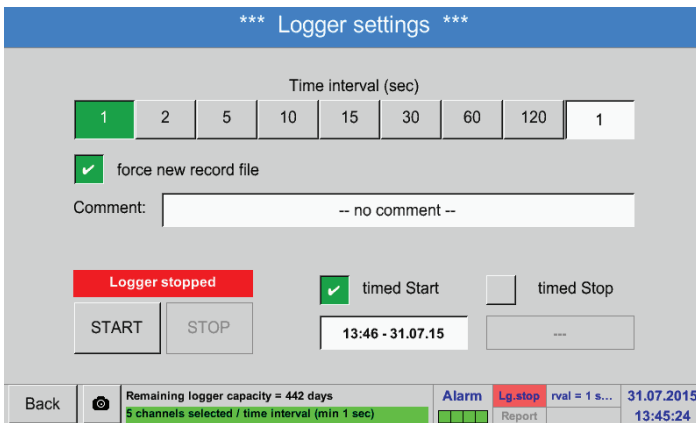 *** Logger settings ***
Time interval (sec)
1 2 5 10 15 30 60 120 1
force new record file
Comment: -- no comment --
Logger stopped
timed Start
timed Stop
START STOP
13:46 - 31.07.15
---
Back
Remaining logger capacity = 442 days
5 channels selected / time interval (min 1 sec)
Alarm
Lg.stop
rval = 1 s...
Report
31.07.2015
13:45:24